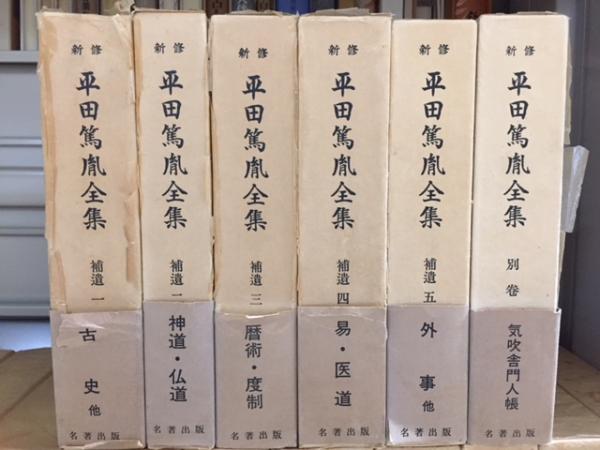 新修
平田篤胤全集
補遺 一
古史 他
名著出版
新修
平田篤胤全集
補遺 一
神道・仏道
名著出版
新修
平田篤胤全集
補遺 三
暦術・度制
名著出版
新修
平田篤胤全集
補遺 四
易・医道
名著出版
新修
平田篤胤全集
補遺 五
外事 他
名著出版
新修
平田篤胤全集
別巻
気吹舎門人帳
名著出版